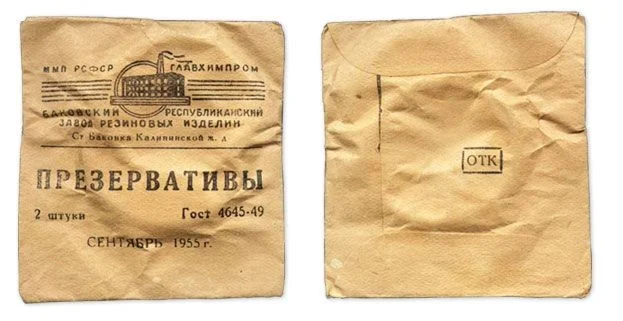 ММП РСФСР ГЛАВХИМПРОМ
БАКОВСКИЙ РЕСПУБЛИКАНСКИЙ
ЗАВОД РЕЗИНОВЫХ ИЗДЕЛИЙ
Ст Баковка Калининской ж. д
ПРЕЗЕРВАТИВЫ
2 штуки Гост 4645-49
СЕНТЯБРЬ 1955 г.
ОТК